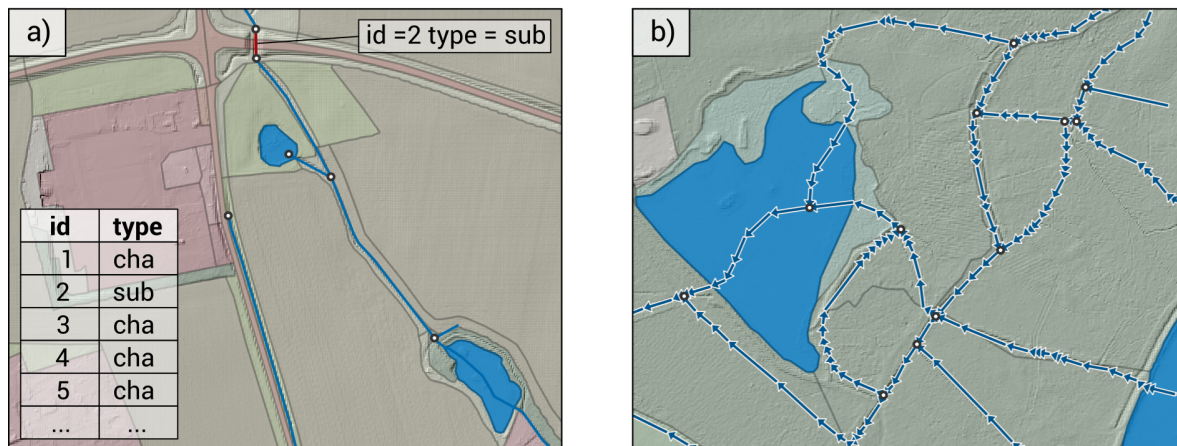 a)
id =2 type = sub
id type
1 cha
2 sub
3 cha
4 cha
5 cha
... ...
b)